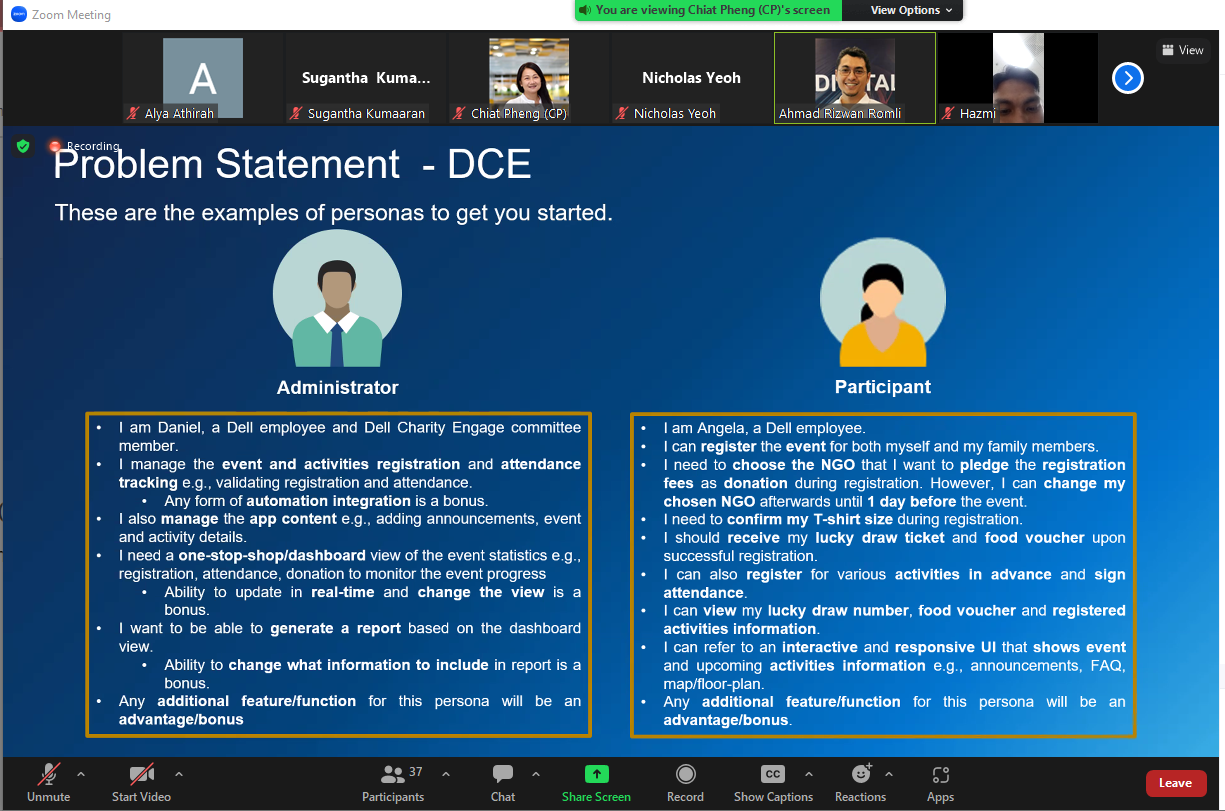 Zoom Meeting
You are viewing Chiat Pheng (CP)'s screen
View Options
A
Alya Athirah
Sugantha Kuma...
Sugantha Kumaaran
Chiat Pheng (CP)
Nicholas Yeoh
Nicholas Yeoh
DIGITAL
Ahmad Rizwan Romli
Hazmi
View
Recording
Problem Statement - DCE
These are the examples of personas to get you started.
Administrator
• I am Daniel, a Dell employee and Dell Charity Engage committee
member.
• I manage the event and activities registration and attendance
tracking e.g., validating registration and attendance.
• Any form of automation integration is a bonus.
• I also manage the app content e.g., adding announcements, event
and activity details.
• I need a one-stop-shop/dashboard view of the event statistics e.g.,
registration, attendance, donation to monitor the event progress
• Ability to update in real-time and change the view is a
bonus.
• I want to be able to generate a report based on the dashboard
view.
• Ability to change what information to include in report is a
bonus.
• Any additional feature/function for this persona will be an
advantage/bonus
Participant
• I am Angela, a Dell employee.
• I can register the event for both myself and my family members.
• I need to choose the NGO that I want to pledge the registration
fees as donation during registration. However, I can change my
chosen NGO afterwards until 1 day before the event.
• I need to confirm my T-shirt size during registration.
• I should receive my lucky draw ticket and food voucher upon
successful registration.
• I can also register for various activities in advance and sign
attendance.
• I can view my lucky draw number, food voucher and registered
activities information.
• I can refer to an interactive and responsive UI that shows event
and upcoming activities information e.g., announcements, FAQ,
map/floor-plan.
• Any additional feature/function for this persona will be an
advantage/bonus.
Unmute
Start Video
37
Participants
Chat
Share Screen
Record
CC
Show Captions
Reactions
Apps
Leave